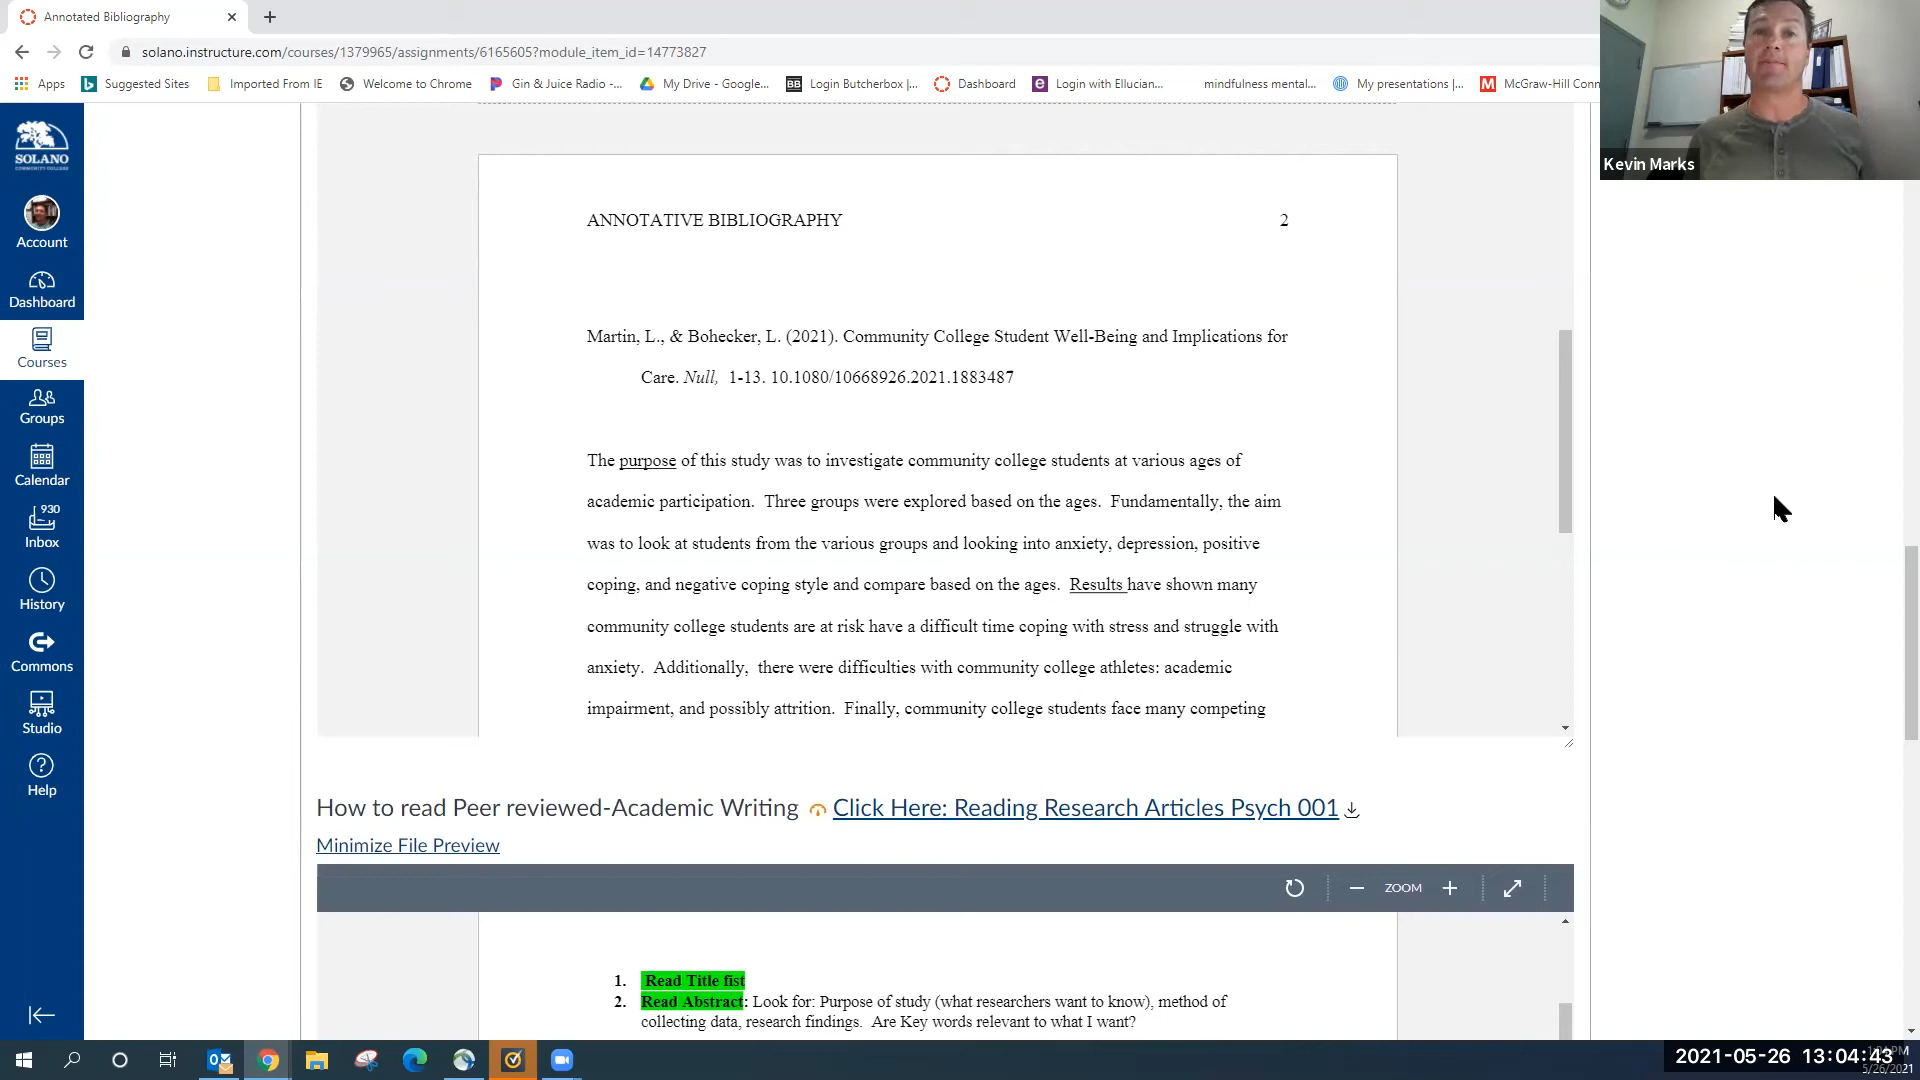 Annotated Bibliography
solano.instructure.com/courses/1379965/assignments/6165605?module_item_id=14773827
Apps
Suggested Sites
Imported From IE
Welcome to Chrome
Gin & Juice Radio -...
My Drive - Google...
BB Login Butcherbox |...
Dashboard
e Login with Ellucian...
mindfulness mental...
My presentations |...
M McGraw-Hill Conn
Kevin Marks
SOLANO
COMMUNITY COLLEGE
Account
Dashboard
Courses
Groups
Calendar
930
Inbox
History
Commons
Studio
Help
ANNOTATIVE BIBLIOGRAPHY 2
Martin, L., & Bohecker, L. (2021). Community College Student Well-Being and Implications for
Care. Null,  1-13. 10.1080/10668926.2021.1883487
The purpose of this study was to investigate community college students at various ages of
academic participation.  Three groups were explored based on the ages.  Fundamentally, the aim
was to look at students from the various groups and looking into anxiety, depression, positive
coping, and negative coping style and compare based on the ages.  Results have shown many
community college students are at risk have a difficult time coping with stress and struggle with
anxiety.  Additionally,  there were difficulties with community college athletes: academic
impairment, and possibly attrition.  Finally, community college students face many competing
How to read Peer reviewed-Academic Writing Click Here: Reading Research Articles Psych 001
Minimize File Preview
ZOOM
1. Read Title fist
2. Read Abstract: Look for: Purpose of study (what researchers want to know), method of
collecting data, research findings.  Are Key words relevant to what I want?
2021-05-26 13:04:43
5/26/2021